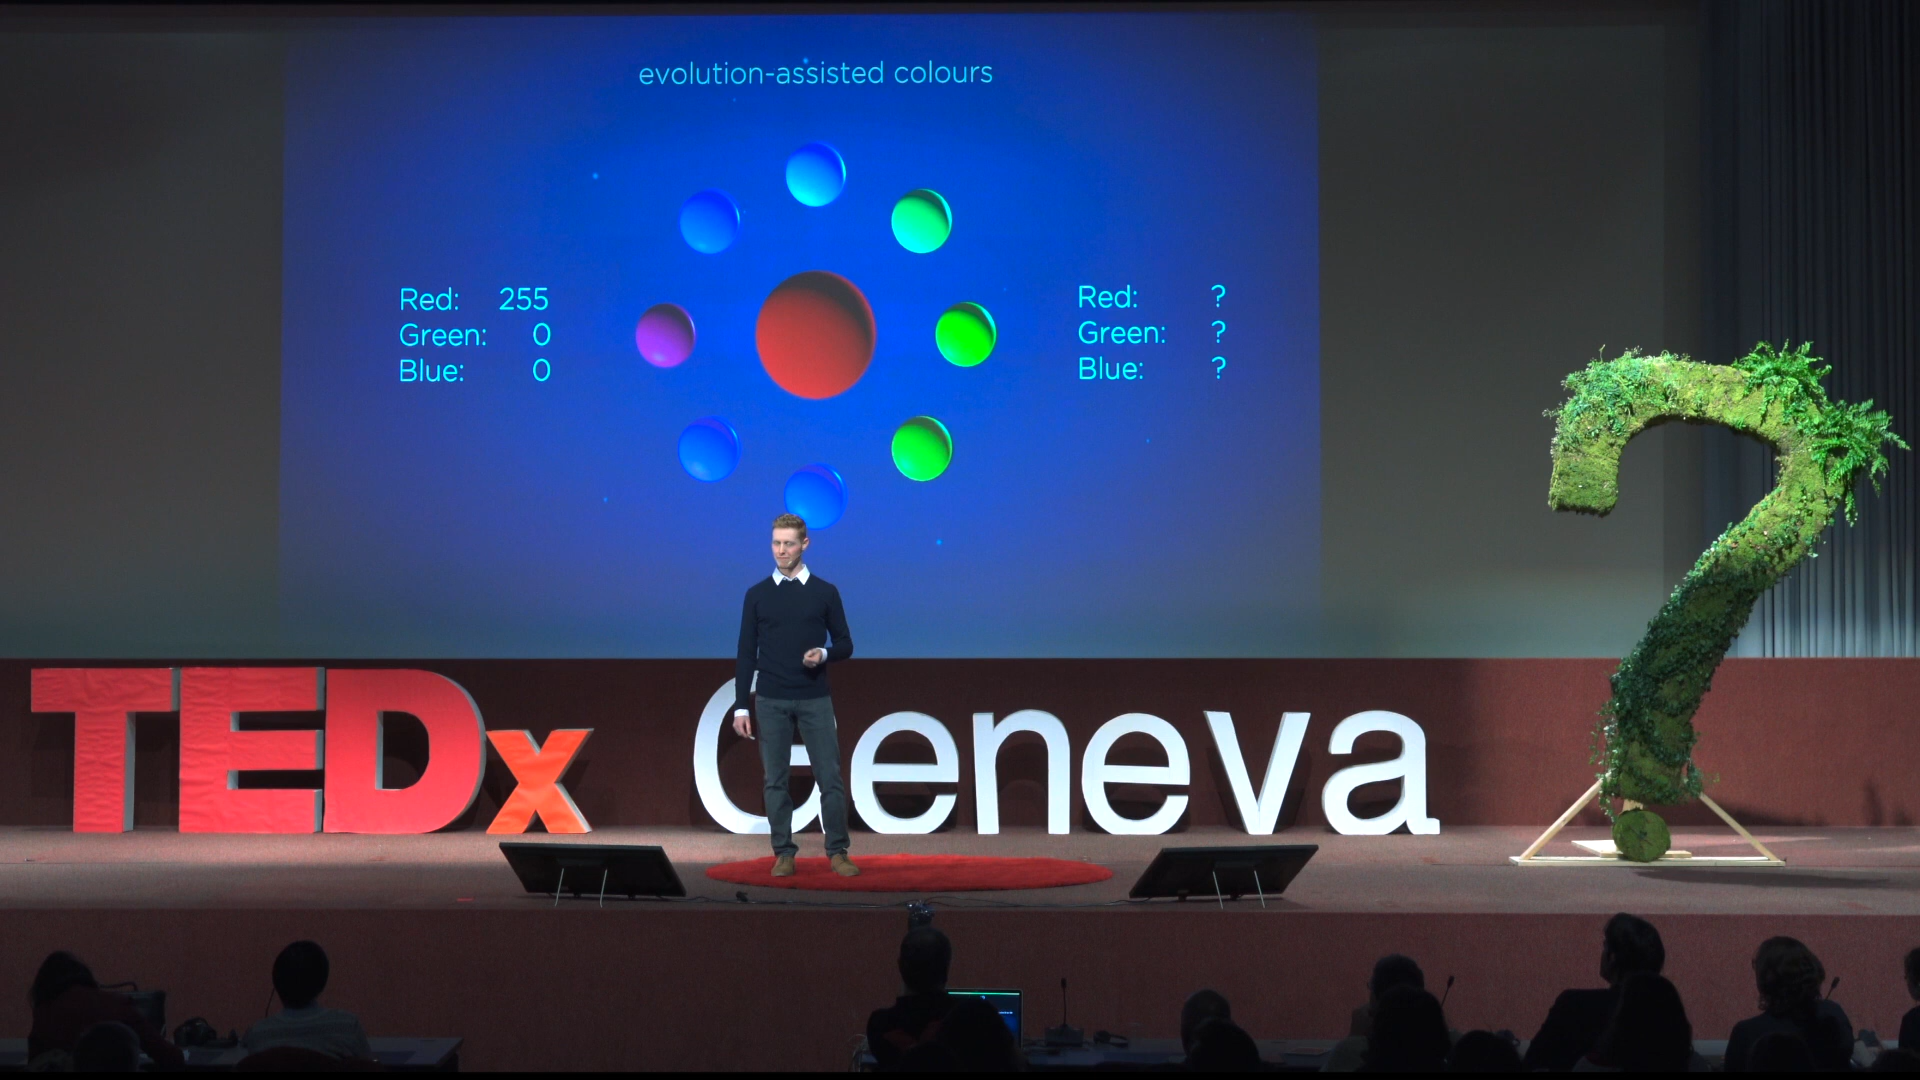 evolution-assisted colours
Red: 255
Green: 0
Blue: 0
Red: ?
Green: ?
Blue: ?
TEDx Geneva